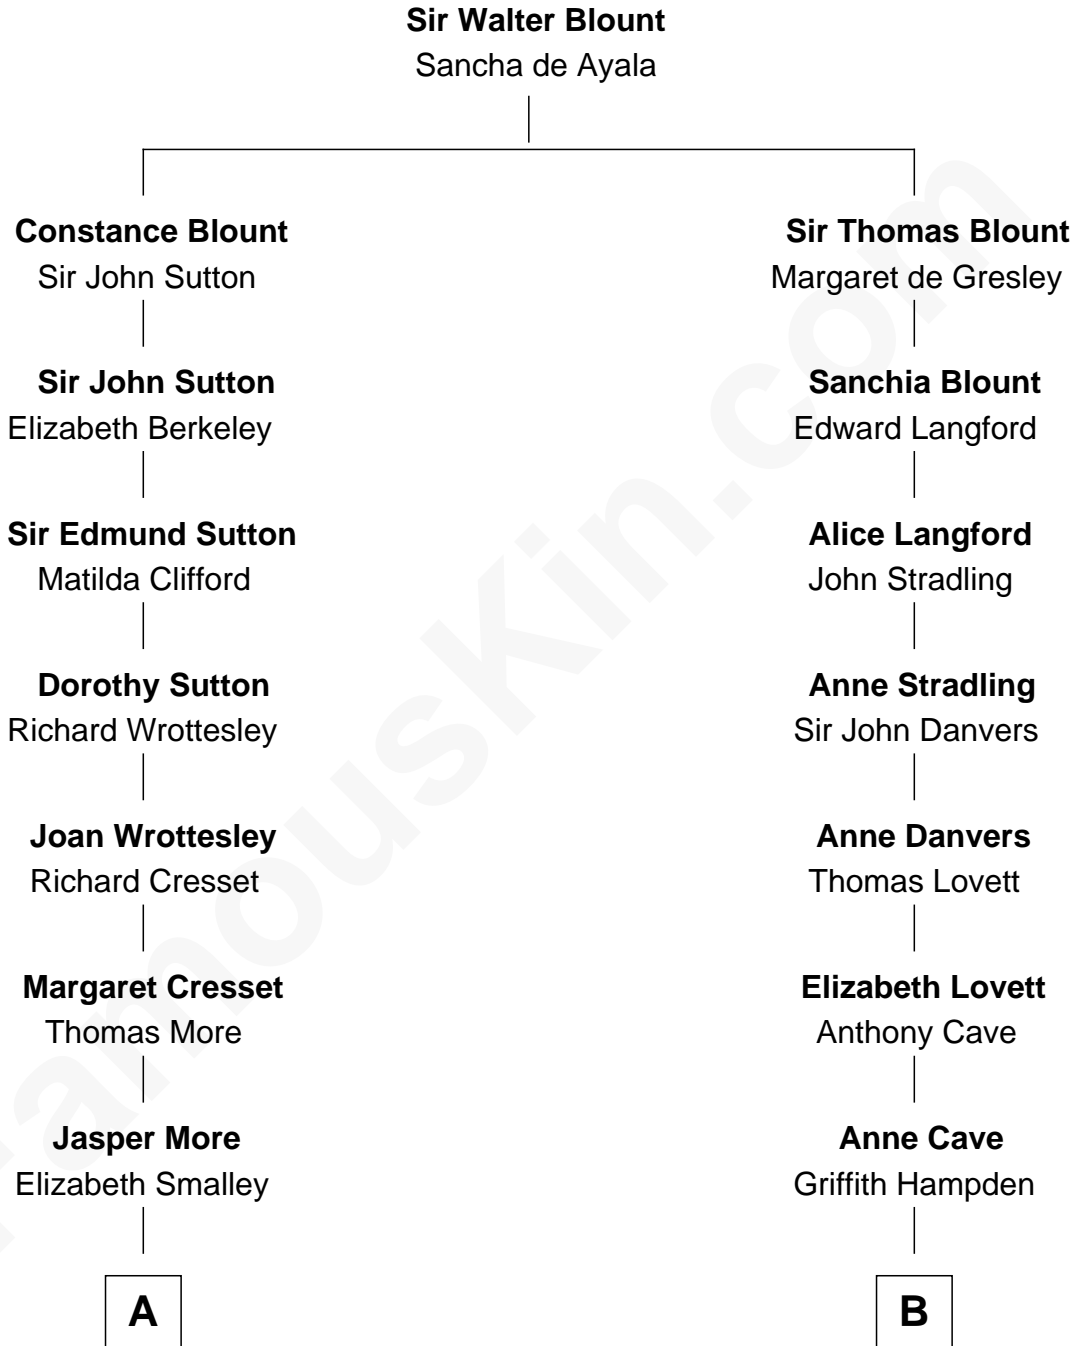 Sir Walter Blount
Sancha de Ayala
Constance Blount
Sir John Sutton
Sir Thomas Blount
Margaret de Gresley
Sir John Sutton
Elizabeth Berkeley
Sanchia Blount
Edward Langford
Sir Edmund Sutton
Matilda Clifford
Alice Langford
John Stradling
Dorothy Sutton
Richard Wrottesley
Anne Stradling
Sir John Danvers
Joan Wrottesley
Richard Cresset
Anne Danvers
Thomas Lovett
Margaret Cresset
Thomas More
Elizabeth Lovett
Anthony Cave
Jasper More
Elizabeth Smalley
Anne Cave
Griffith Hampden
A
B
FamousKin.com